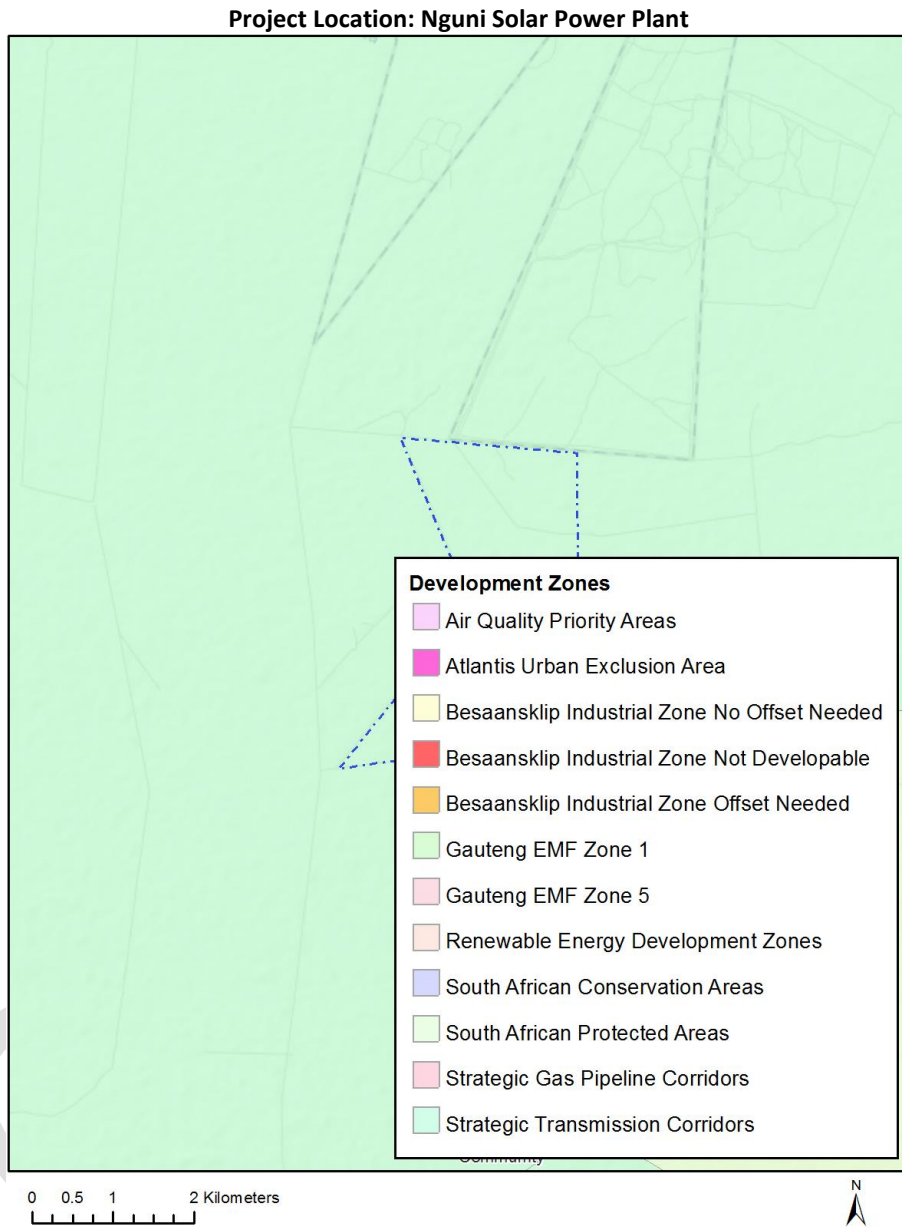 Project Location: Nguni Solar Power Plant
Development Zones
Air Quality Priority Areas
Atlantis Urban Exclusion Area
Besaansklip Industrial Zone No Offset Needed
Besaansklip Industrial Zone Not Developable
Besaansklip Industrial Zone Offset Needed
Gauteng EMF Zone 1
Gauteng EMF Zone 5
Renewable Energy Development Zones
South African Conservation Areas
South African Protected Areas
Strategic Gas Pipeline Corridors
Strategic Transmission Corridors
Community
0 0.5 1 2 Kilometers
N